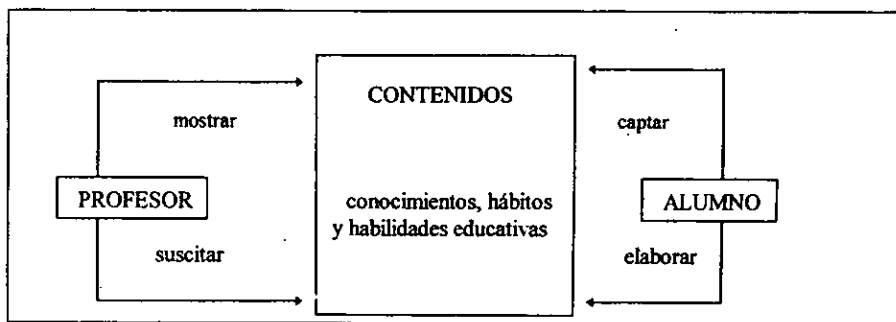 CONTENIDOS
mostrar
captar
PROFESOR
conocimientos, hábitos
y habilidades educativas
ALUMNO
suscitar
elaborar